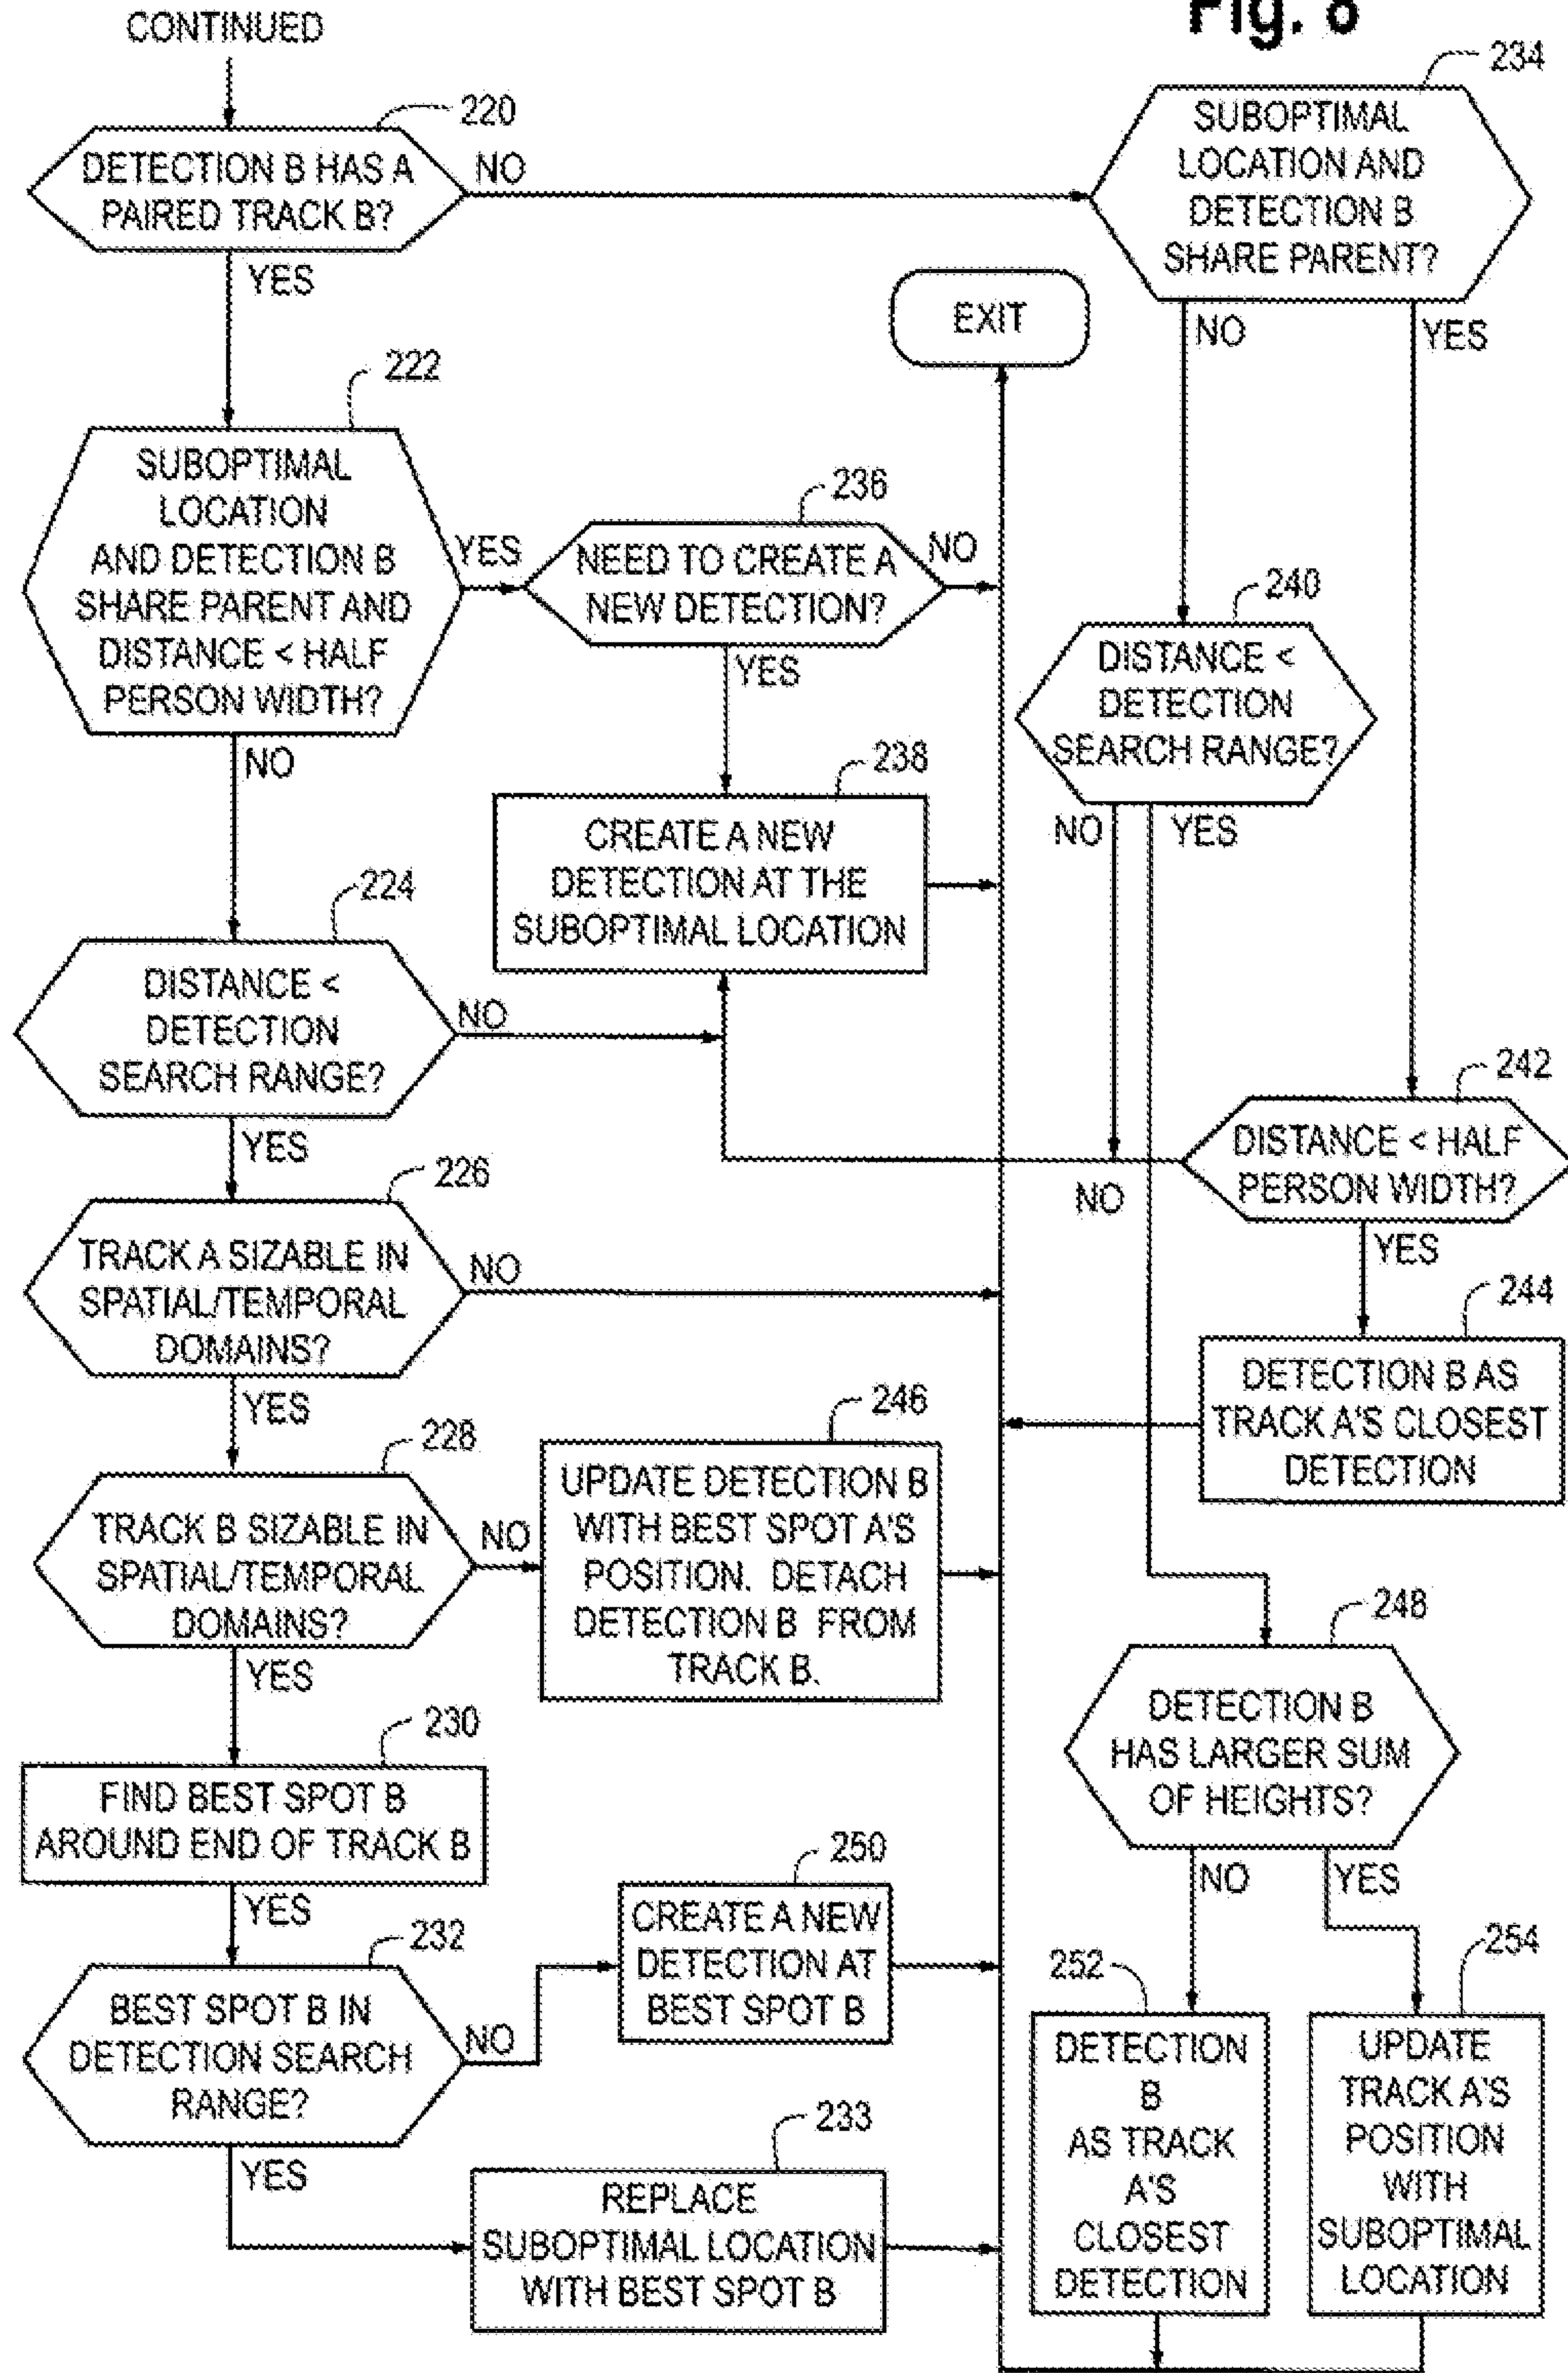 Fig. 8
CONTINUED
220
DETECTION B HAS A
PAIRED TRACK B?
NO
YES
234
SUBOPTIMAL
LOCATION AND
DETECTION B
SHARE PARENT?
NO
YES
EXIT
222
SUBOPTIMAL
LOCATION
AND DETECTION B
SHARE PARENT AND
DISTANCE < HALF
PERSON WIDTH?
YES
NO
236
NEED TO CREATE A
NEW DETECTION?
NO
YES
240
DISTANCE <
DETECTION
SEARCH RANGE?
NO
YES
238
CREATE A NEW
DETECTION AT THE
SUBOPTIMAL LOCATION
224
DISTANCE <
DETECTION
SEARCH RANGE?
NO
YES
242
DISTANCE < HALF
PERSON WIDTH?
NO
YES
226
TRACK A SIZABLE IN
SPATIAL/TEMPORAL
DOMAINS?
NO
YES
244
DETECTION B AS
TRACK A'S CLOSEST
DETECTION
228
TRACK B SIZABLE IN
SPATIAL/TEMPORAL
DOMAINS?
NO
YES
246
UPDATE DETECTION B
WITH BEST SPOT A'S
POSITION. DETACH
DETECTION B FROM
TRACK B.
248
DETECTION B
HAS LARGER SUM
OF HEIGHTS?
NO
YES
230
FIND BEST SPOT B
AROUND END OF TRACK B
YES
250
CREATE A NEW
DETECTION AT
BEST SPOT B
232
BEST SPOT B IN
DETECTION SEARCH
RANGE?
NO
YES
252
DETECTION
B
AS TRACK
A'S
CLOSEST
DETECTION
254
UPDATE
TRACK A'S
POSITION
WITH
SUBOPTIMAL
LOCATION
233
REPLACE
SUBOPTIMAL LOCATION
WITH BEST SPOT B